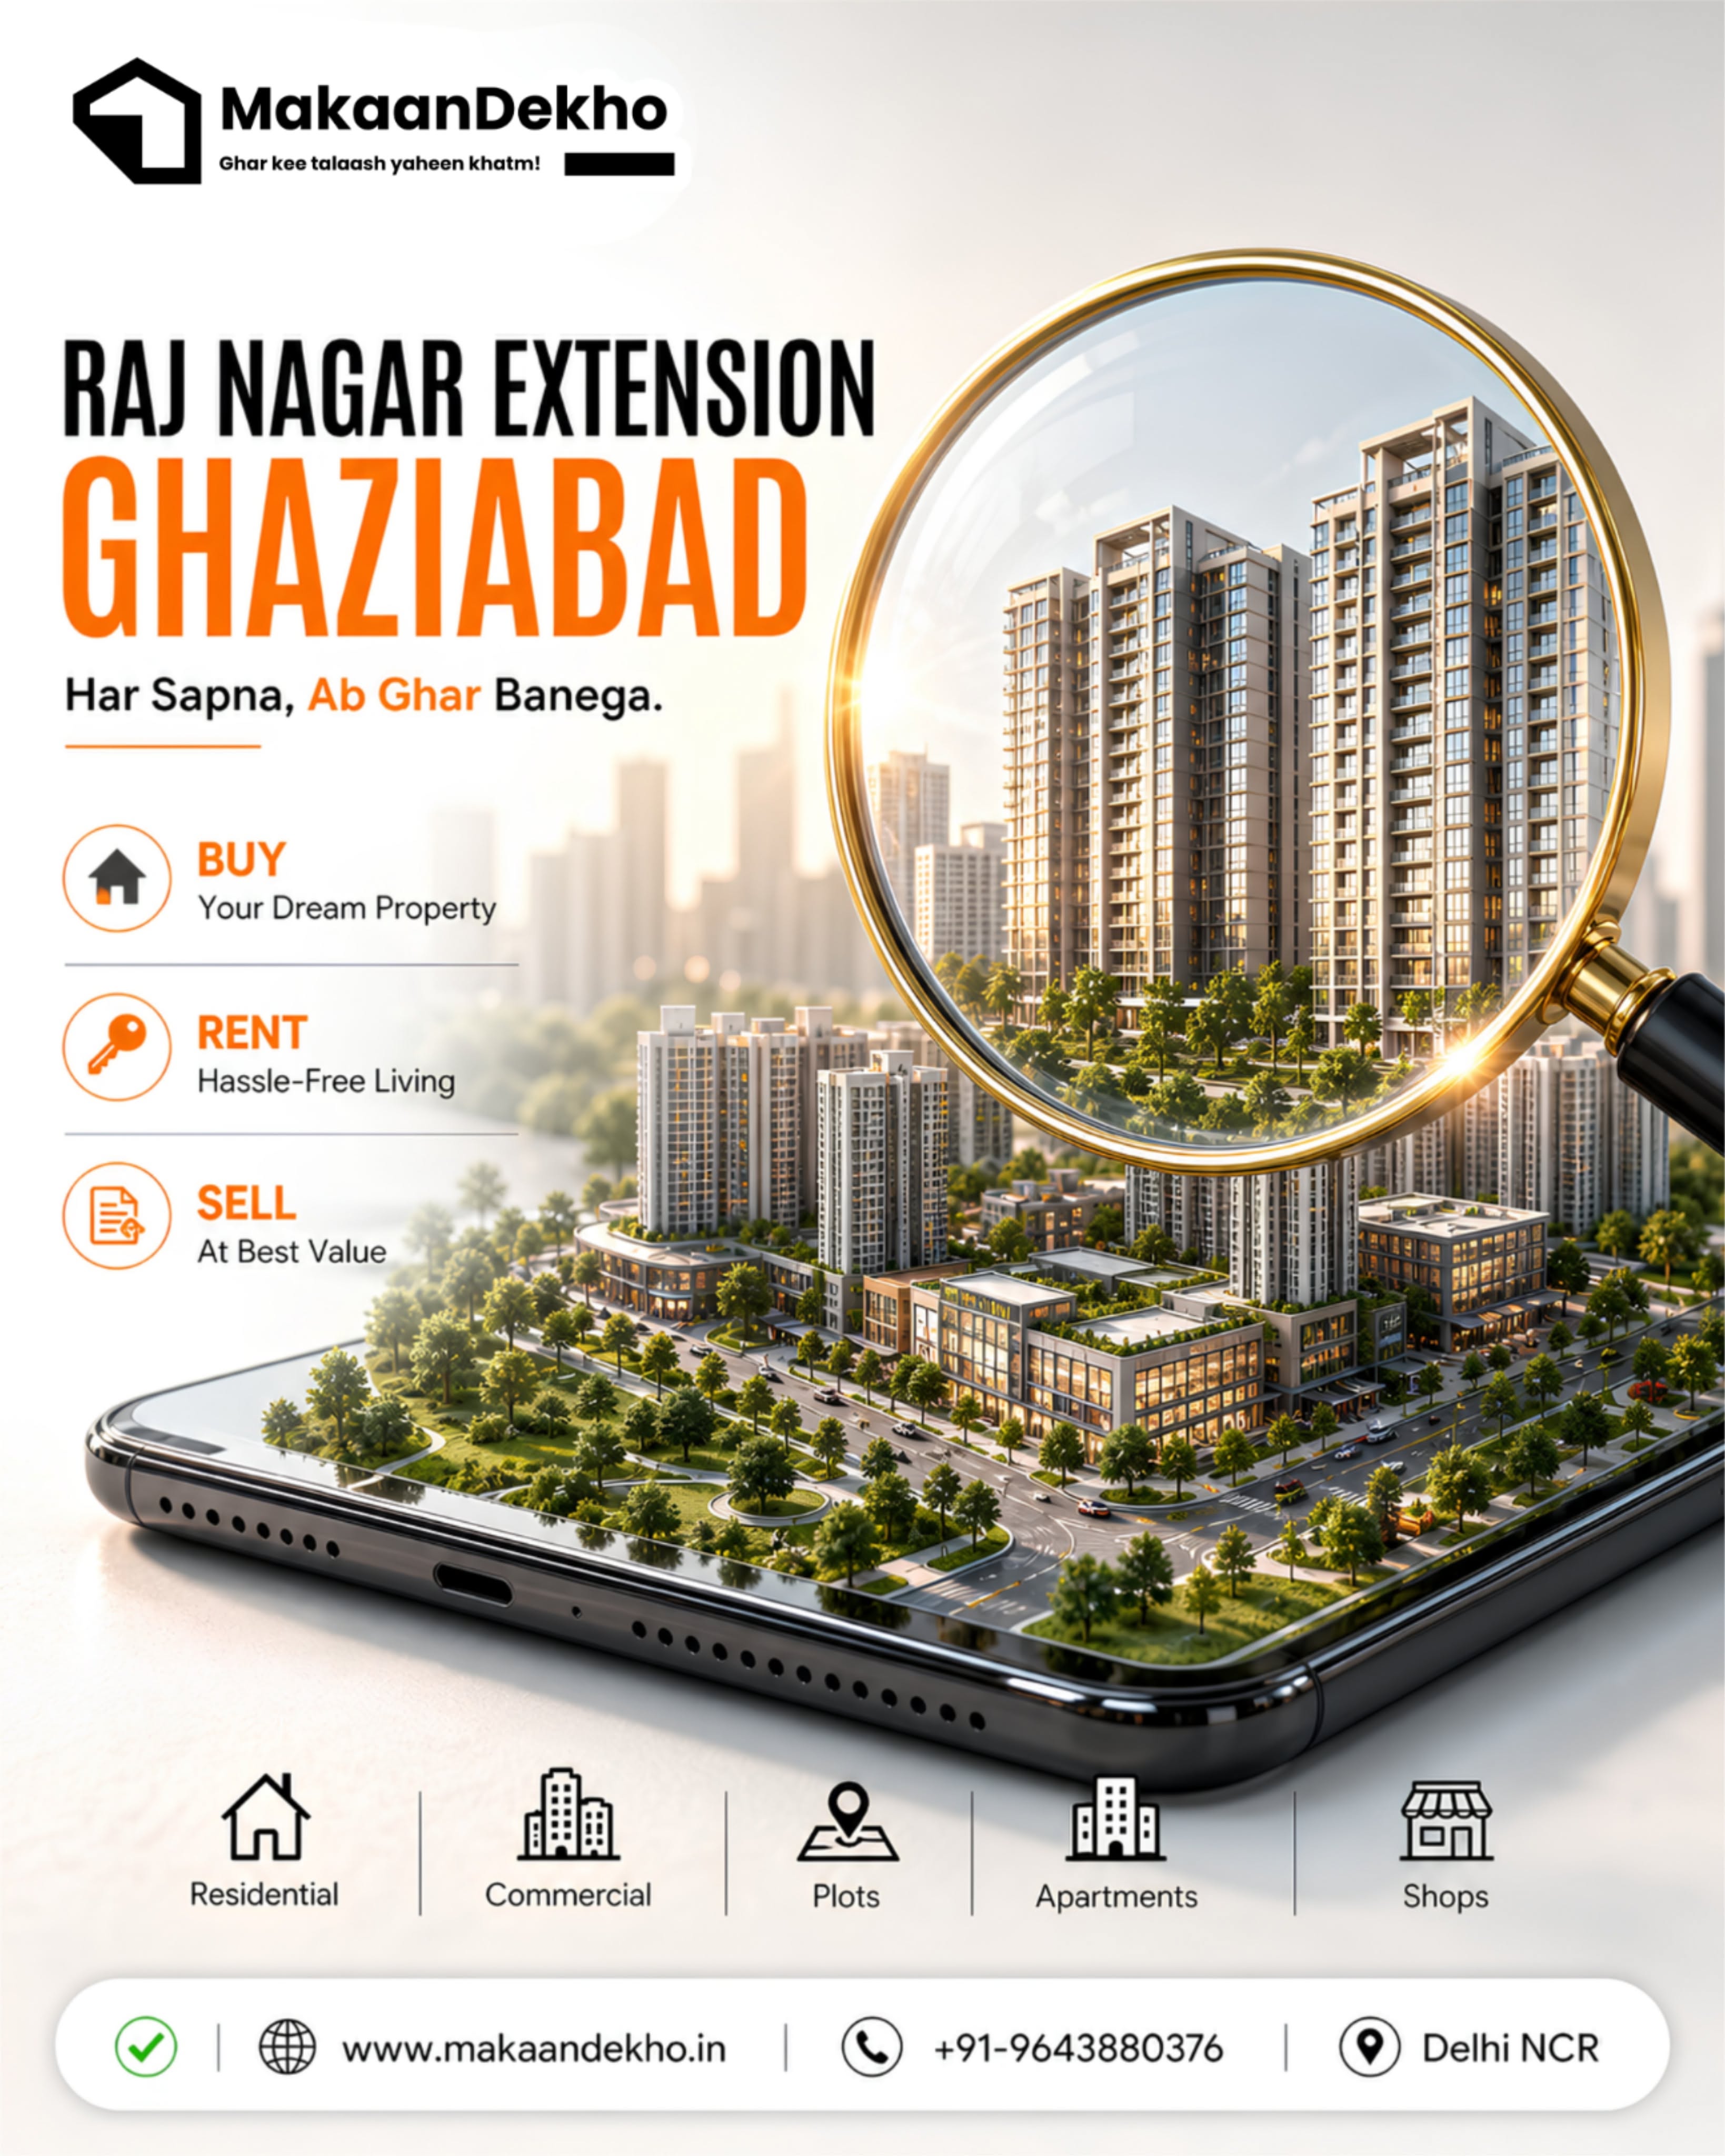 MakaanDekho
Ghar kee talaash yaheen khatm!
RAJ NAGAR EXTENSION
GHAZIABAD
Har Sapna, Ab Ghar Banega.
BUY
Your Dream Property
RENT
Hassle-Free Living
SELL
At Best Value
Residential
Commercial
Plots
Apartments
Shops
www.makaandekho.in
+91-9643880376
Delhi NCR